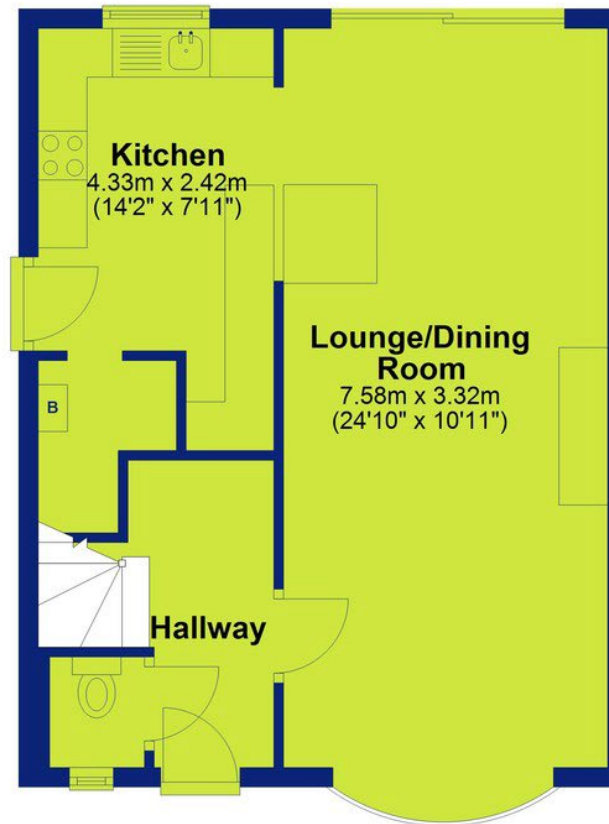 Kitchen
4.33m x 2.42m
(14'2" x 7'11")
Lounge/Dining
Room
7.58m x 3.32m
(24'10" x 10'11")
B
Hallway